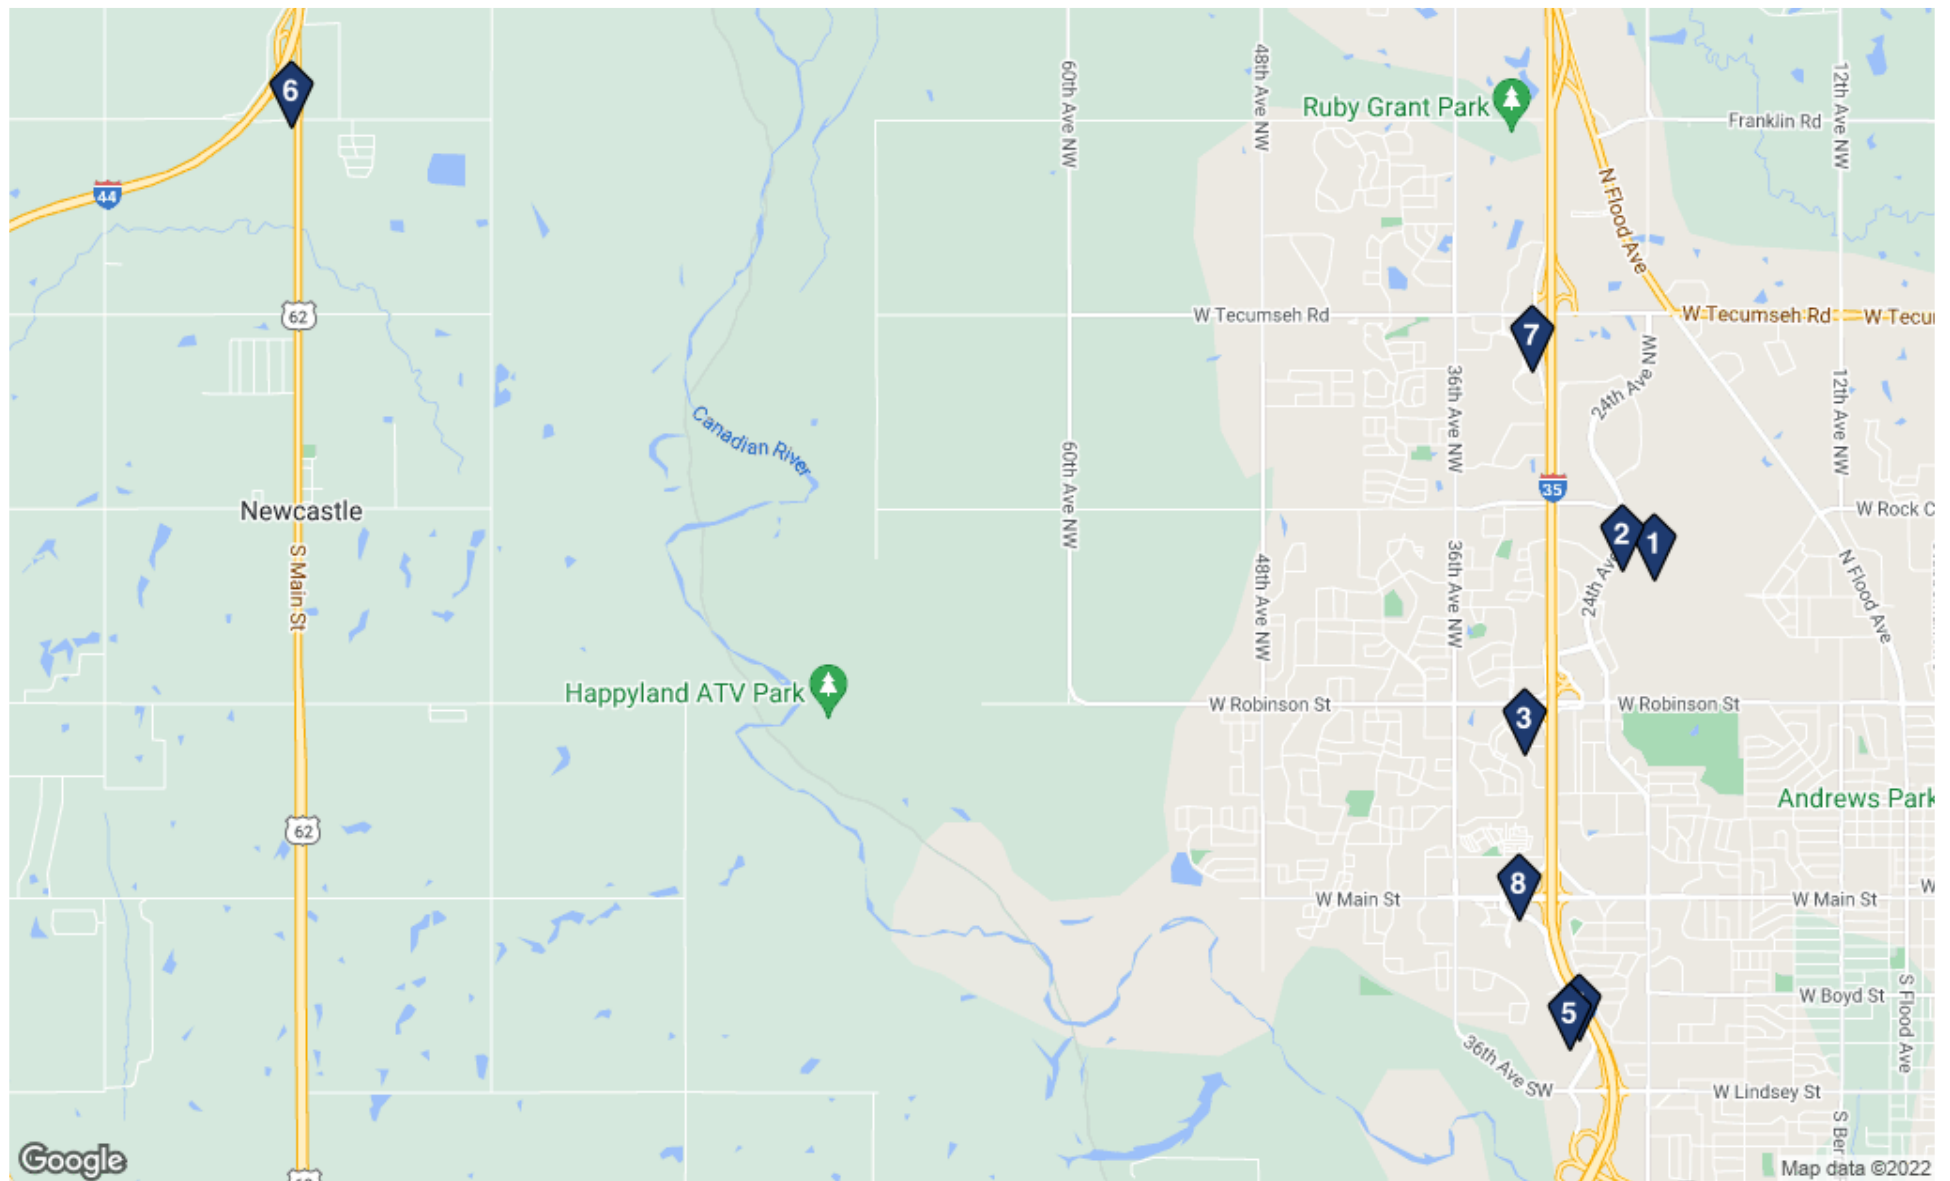 6
60th Ave NW
48th Ave NW
Ruby Grant Park
12th Ave NW
Franklin Rd
44
N Flood Ave
62
W Tecumseh Rd
W Tecumseh Rd
W Tecu
7
24th Ave NW
36th Ave NW
12th Ave NW
Canadian River
60th Ave NW
35
Newcastle
W Rock C
2
1
S Main St
48th Ave NW
36th Ave NW
24th Ave
N Flood Ave
Happyland ATV Park
W Robinson St
W Robinson St
3
Andrews Park
62
8
W Main St
W Main St
W
5
W Boyd St
S Flood Ave
36th Ave SW
W Lindsey St
S Ber
Google
Map data ©2022